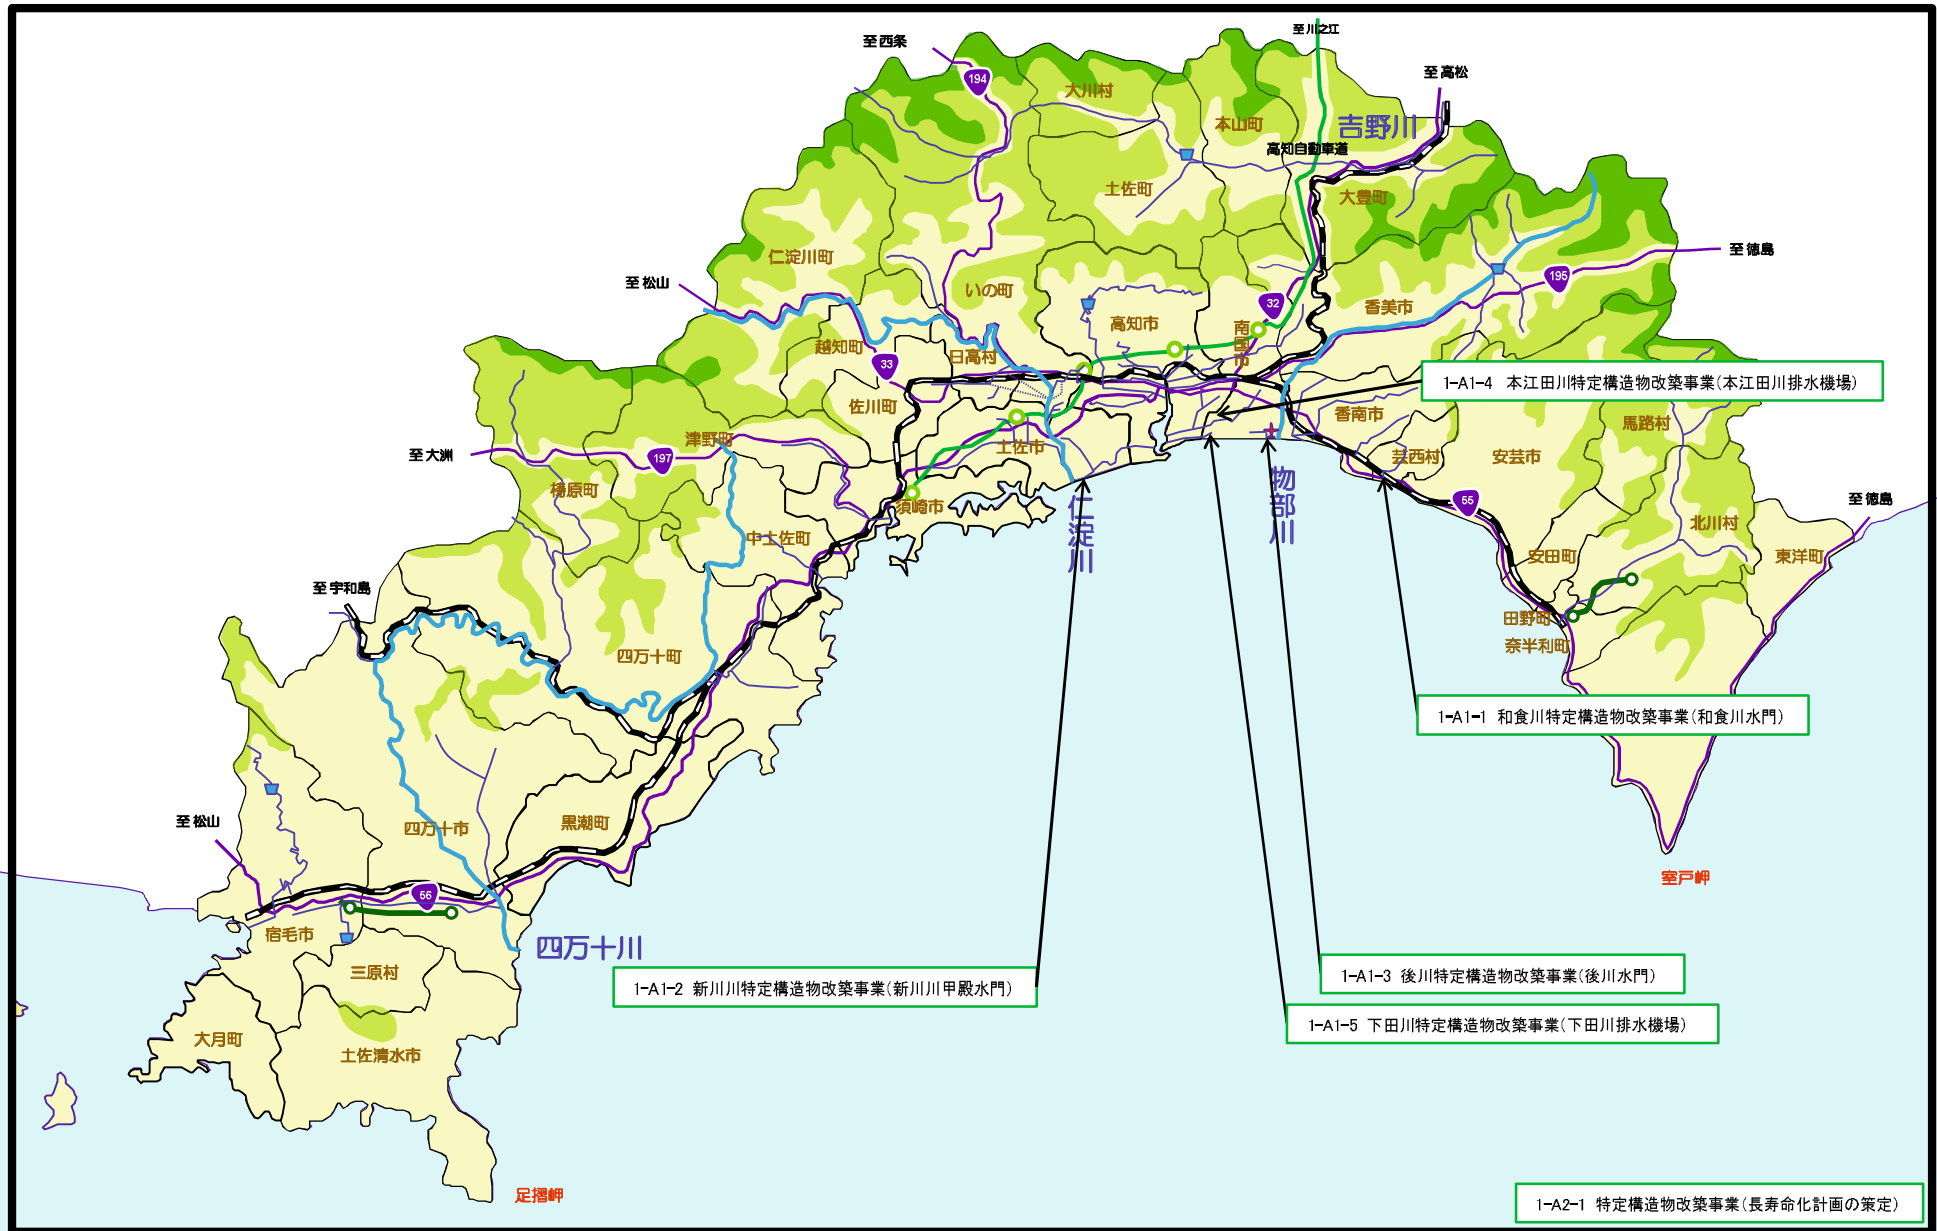 至 川之江
至 西条
至 高松
194
大川村
本山町
吉野川
高知自動車道
土佐町
大豊町
至 徳島
仁淀川町
至 松山
いの町
195
32
香美市
高知市
南国市
越知町
日高村
33
1-A1-4 本江田川特定構造物改築事業(本江田川排水機場)
佐川町
香南市
馬路村
津野町
土佐市
至 大洲
197
芸西村
安芸市
梼原町
物部川
須崎市
仁淀川
55
至 徳島
北川村
中土佐町
安田町
東洋町
至 宇和島
田野町
奈半利町
四万十町
1-A1-1 和食川特定構造物改築事業(和食川水門)
至 松山
四万十市
黒潮町
室戸岬
56
宿毛市
四万十川
三原村
1-A1-2 新川川特定構造物改築事業(新川川甲殿水門)
1-A1-3 後川特定構造物改築事業(後川水門)
1-A1-5 下田川特定構造物改築事業(下田川排水機場)
大月町
土佐清水市
足摺岬
1-A2-1 特定構造物改築事業(長寿命化計画の策定)